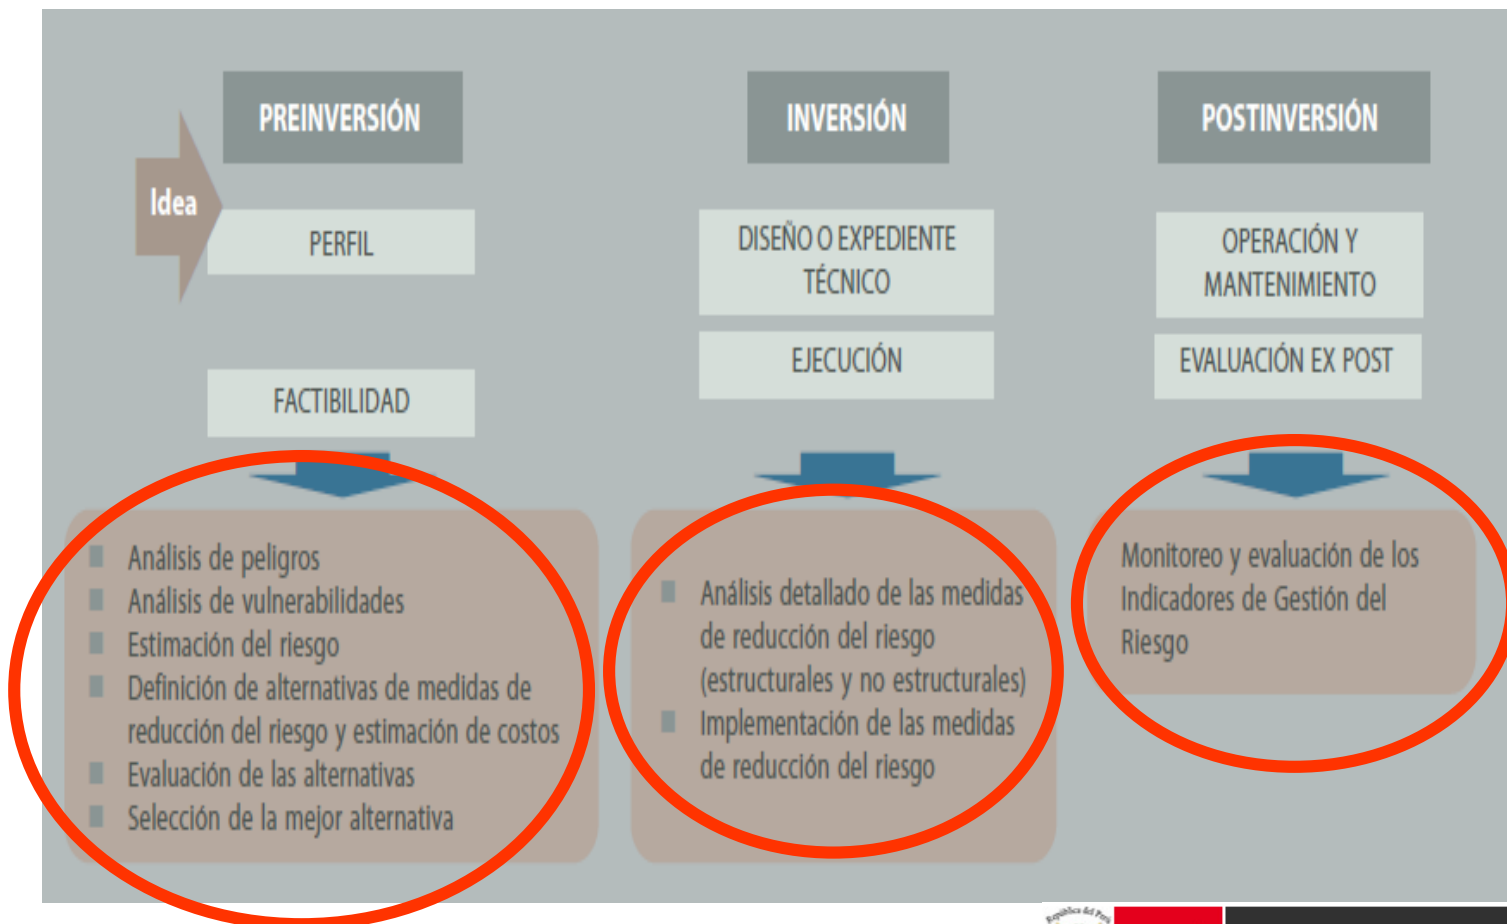 PREINVERSIÓN
INVERSIÓN
POSTINVERSIÓN
Idea
PERFIL
FACTIBILIDAD
DISEÑO O EXPEDIENTE
TÉCNICO
EJECUCIÓN
OPERACIÓN Y
MANTENIMIENTO
EVALUACIÓN EX POST
Análisis de peligros
Análisis de vulnerabilidades
Estimación del riesgo
Definición de alternativas de medidas de
reducción del riesgo y estimación de costos
Evaluación de las alternativas
Selección de la mejor alternativa
Análisis detallado de las medidas
de reducción del riesgo
(estructurales y no estructurales)
Implementación de las medidas
de reducción del riesgo
Monitoreo y evaluación de los
Indicadores de Gestión del
Riesgo
República del Perú